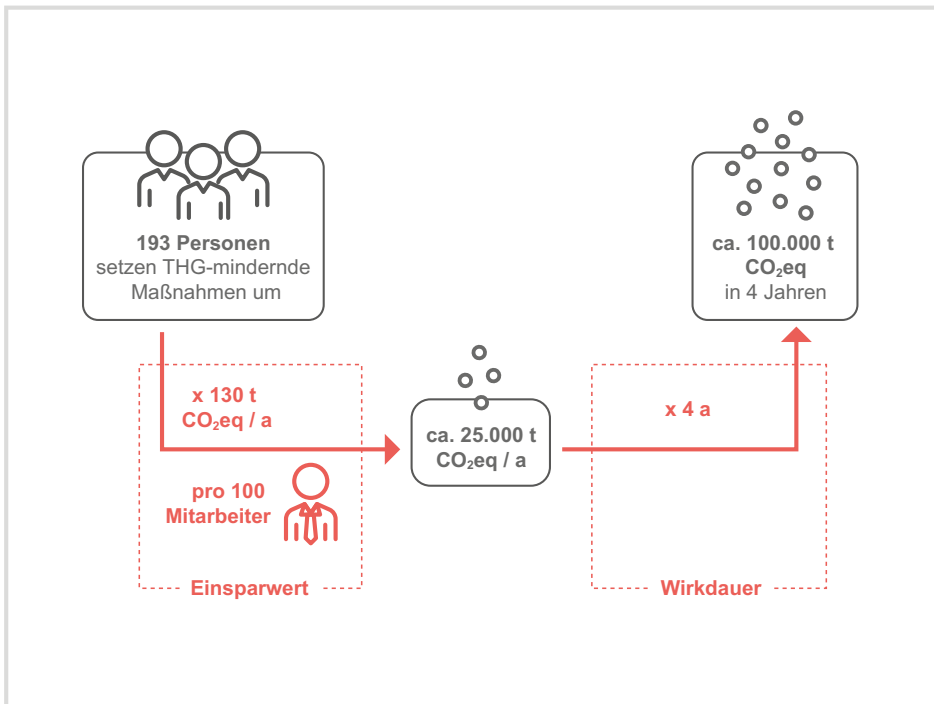 193 Personen
setzen THG-mindernde
Maßnahmen um
x 130 t
CO₂eq / a
pro 100
Mitarbeiter
Einsparwert
ca. 25.000 t
CO₂eq / a
x 4 a
Wirkdauer
ca. 100.000 t
CO₂eq
in 4 Jahren